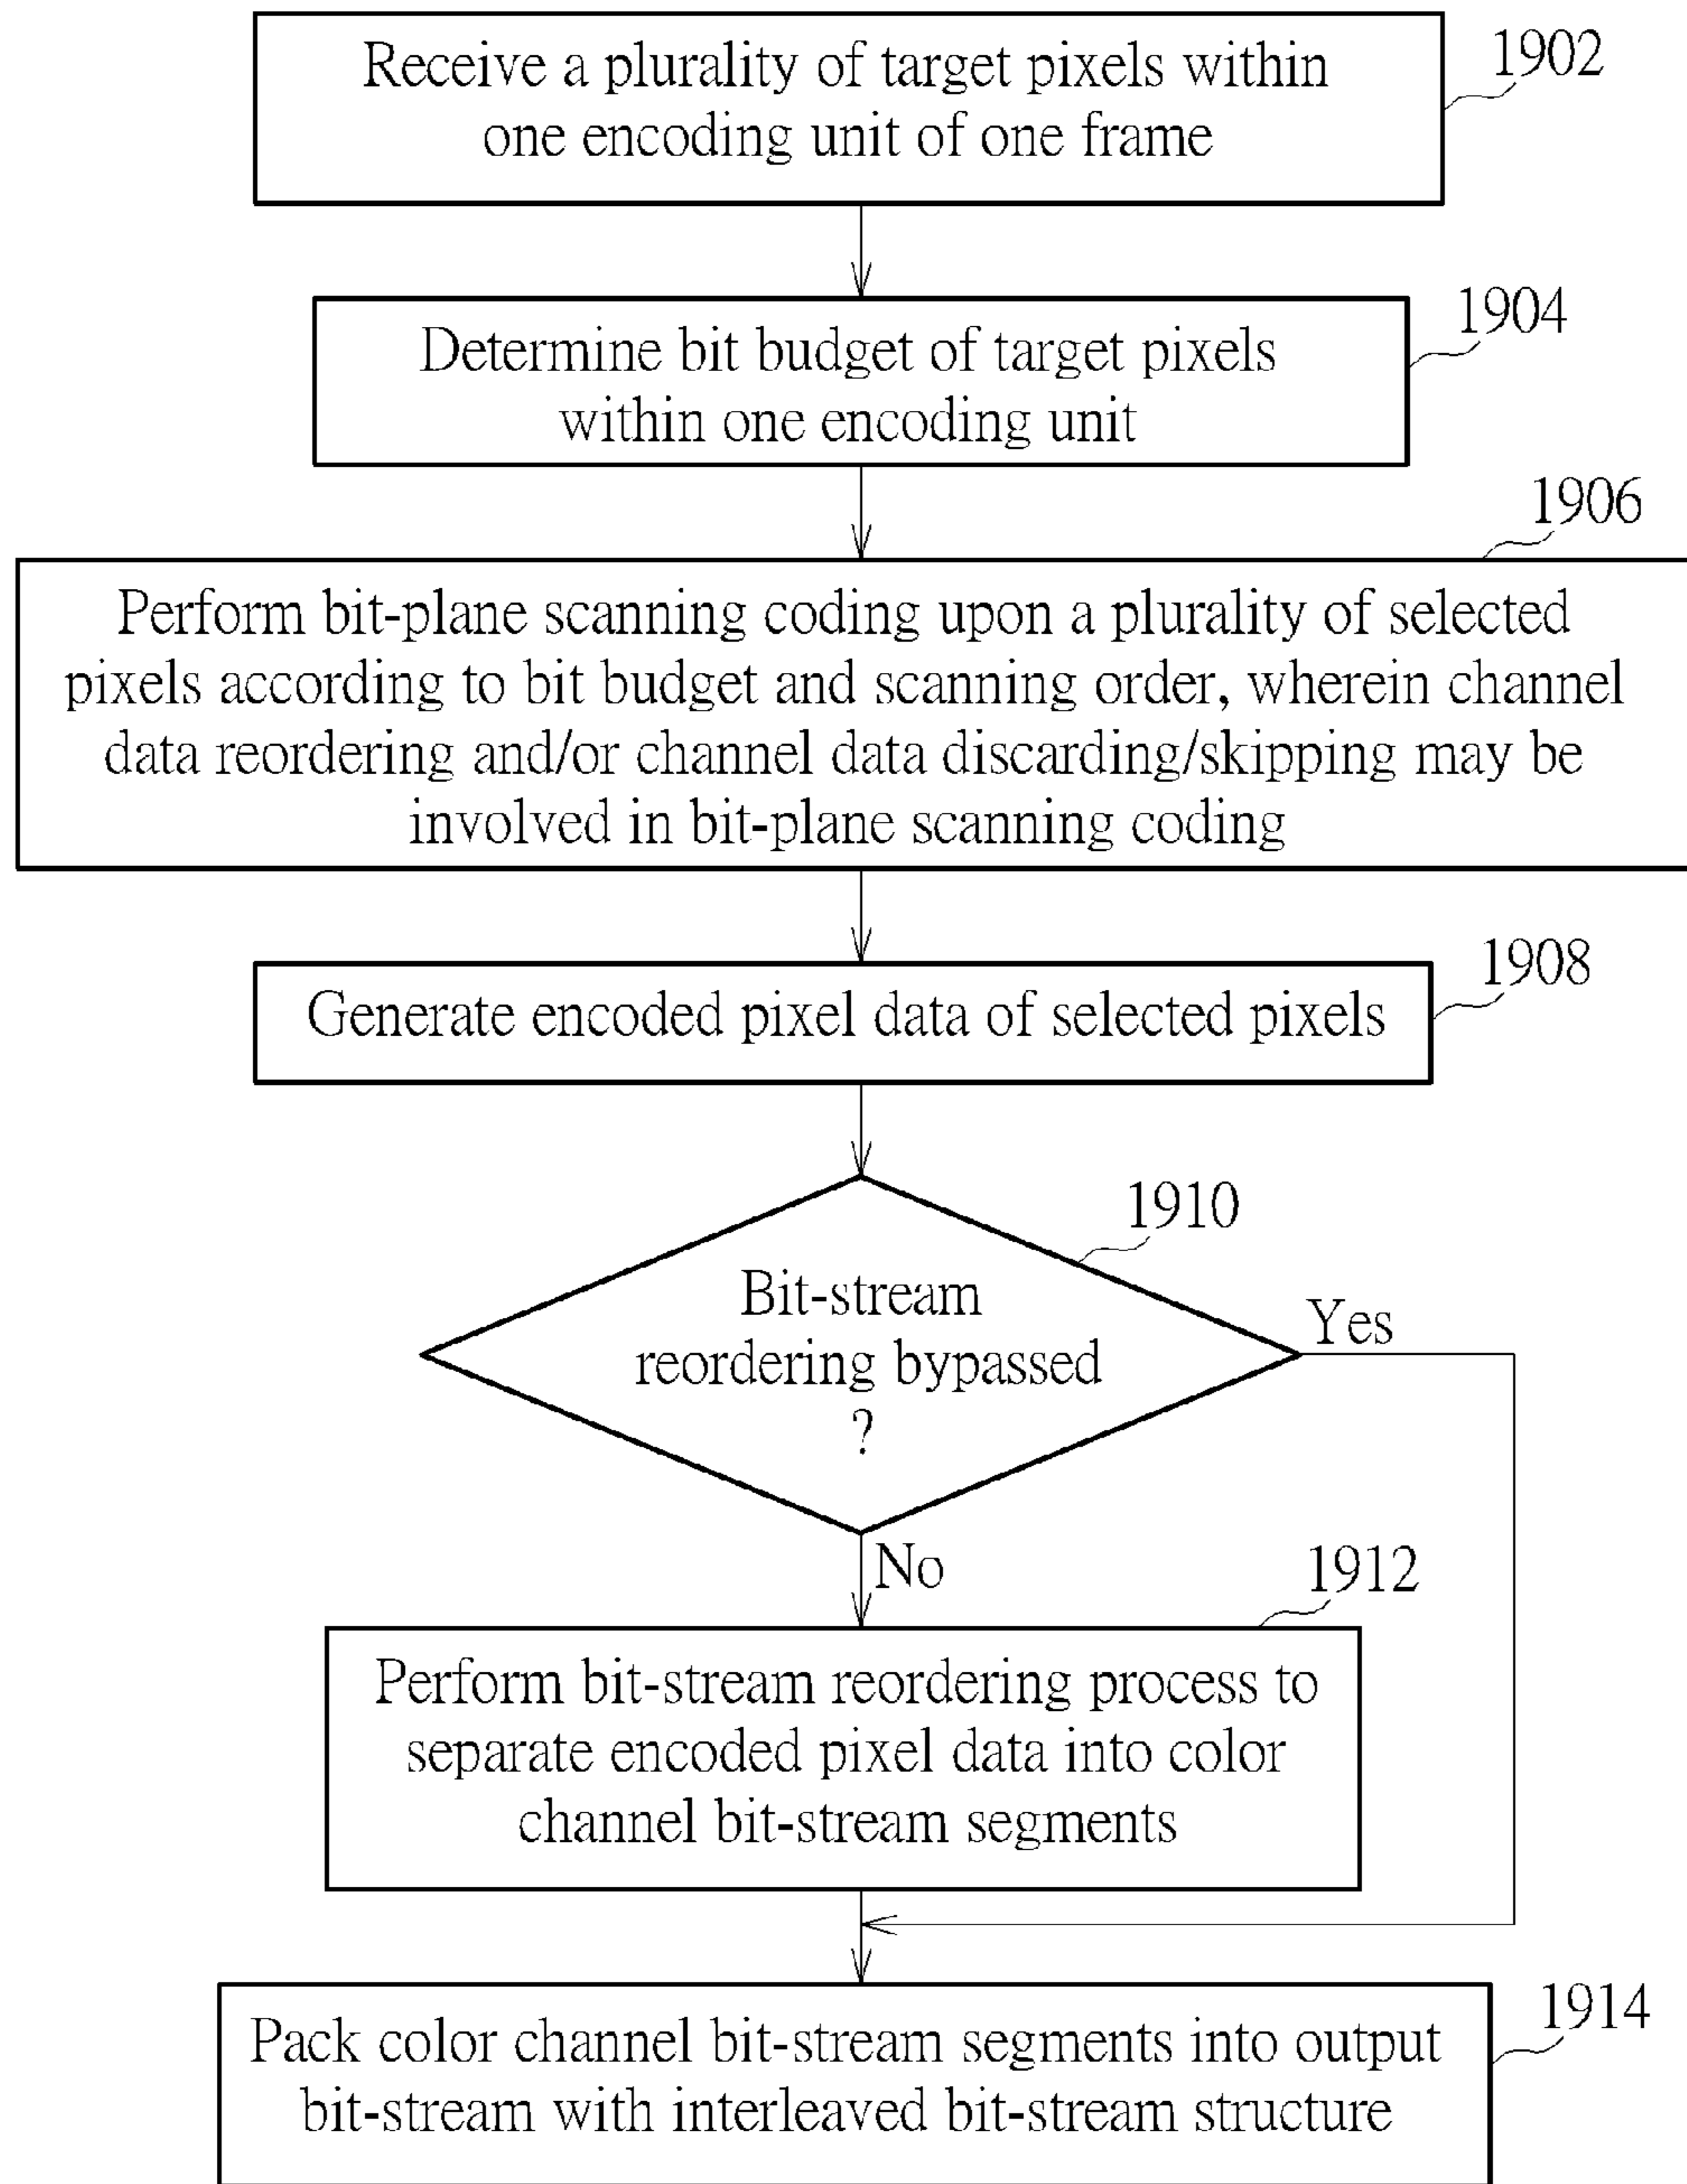 Receive a plurality of target pixels within
one encoding unit of one frame
1902
Determine bit budget of target pixels
within one encoding unit
1904
1906
Perform bit-plane scanning coding upon a plurality of selected
pixels according to bit budget and scanning order, wherein channel
data reordering and/or channel data discarding/skipping may be
involved in bit-plane scanning coding
1908
Generate encoded pixel data of selected pixels
1910
Bit-stream
reordering bypassed
?
Yes
No
1912
Perform bit-stream reordering process to
separate encoded pixel data into color
channel bit-stream segments
1914
Pack color channel bit-stream segments into output
bit-stream with interleaved bit-stream structure